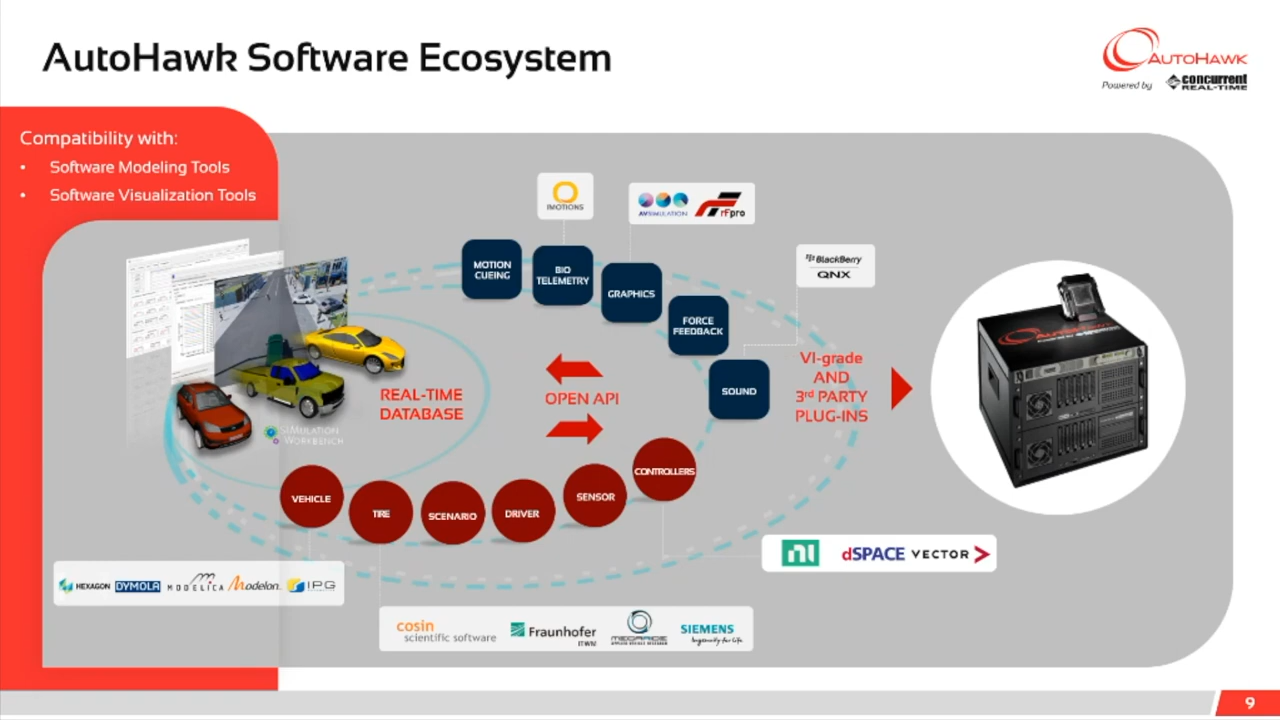 AutoHawk Software Ecosystem
AUTOHAWK
Powered by concurrent
REAL-TIME
Compatibility with:
• Software Modeling Tools
• Software Visualization Tools
IMOTIONS
AVSIMULATION rFpro
MOTION
CUEING
BIO
TELEMETRY
GRAPHICS
BlackBerry
QNX
FORCE
FEEDBACK
SOUND
REAL-TIME
DATABASE
OPEN API
VI-grade
AND
3rd PARTY
PLUG-INS
AUTOHAWK
SIMULATION
WORKBENCH
VEHICLE
TIRE
SCENARIO
DRIVER
SENSOR
CONTROLLERS
HEXAGON DYMOLA MODELICA Modelon IPG
ni dSPACE VECTOR
cosin
scientific software
Fraunhofer
ITWM
MEGARIDE
SIEMENS
Ingenuity for life
9